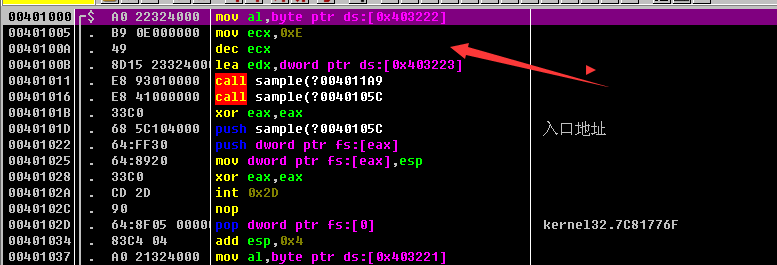 00401000 ┌$ A0 22324000 mov al,byte ptr ds:[0x403222]
00401005 . B9 0E000000 mov ecx,0xE
0040100A . 49 dec ecx
0040100B . 8D15 23324000 lea edx,dword ptr ds:[0x403223]
00401011 . E8 93010000 call sample(?004011A9
00401016 . E8 41000000 call sample(?0040105C
0040101B . 33C0 xor eax,eax
0040101D . 68 5C104000 push sample(?0040105C 入口地址
00401022 . 64:FF30 push dword ptr fs:[eax]
00401025 . 64:8920 mov dword ptr fs:[eax],esp
00401028 . 33C0 xor eax,eax
0040102A . CD 2D int 0x2D
0040102C . 90 nop
0040102D . 64:8F05 00000 pop dword ptr fs:[0] kernel32.7C81776F
00401034 . 83C4 04 add esp,0x4
00401037 . A0 21324000 mov al,byte ptr ds:[0x403221]